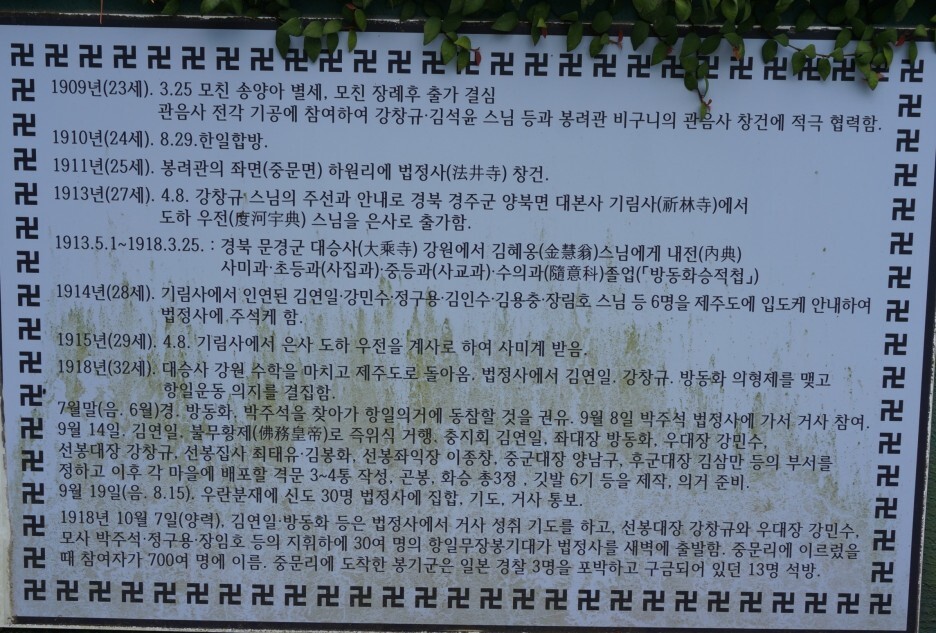 1909년(23세). 3.25 모친 송양아 별세, 모친 장례후 출가 결심
관음사 전각 기공에 참여하여 강창규·김석윤 스님 등과 봉려관 비구니의 관음사 창건에 적극 협력함.
1910년(24세). 8.29.한일합방.
1911년(25세). 봉려관의 좌면(중문면) 하원리에 법정사(法井寺) 창건.
1913년(27세). 4.8. 강창규 스님의 주선과 안내로 경북 경주군 양북면 대본사 기림사(祈林寺)에서
도하 우전(度河宇典) 스님을 은사로 출가함.
1913.5.1~1918.3.25. : 경북 문경군 대승사(大乘寺) 강원에서 김혜옹(金慧翁)스님에게 내전(內典)
사미과·초등과(사집과)·중등과(사교과)·수의과(隨意科)졸업(「방동화승적첩」)
1914년(28세). 기림사에서 인연된 김연일·강민수·정구용·김인수·김용충·장림호 스님 등 6명을 제주도에 입도케 안내하여
법정사에 주석케 함.
1915년(29세). 4.8. 기림사에서 은사 도하 우전을 계사로 하여 사미계 받음.
1918년(32세). 대승사 강원 수학을 마치고 제주도로 돌아옴. 법정사에서 김연일. 강창규. 방동화 의형제를 맺고
항일운동 의지를 결집함.
7월말(음. 6월)경. 방동화, 박주석을 찾아가 항일의거에 동참할 것을 권유. 9월 8일 박주석 법정사에 가서 거사 참여.
9월 14일. 김연일. 불무황제(佛務皇帝)로 즉위식 거행, 충지회 김연일, 좌대장 방동화, 우대장 강민수,
선봉대장 강창규, 선봉집사 최태유·김봉화, 선봉좌익장 이종창, 중군대장 양남구, 후군대장 김삼만 등의 부서를
정하고 이후 각 마을에 배포할 격문 3~4통 작성, 곤봉, 화승 총3정 , 깃발 6기 등을 제작, 의거 준비.
9월 19일(음. 8.15). 우란분재에 신도 30명 법정사에 집합, 기도, 거사 통보.
1918년 10월 7일(양력), 김연일·방동화 등은 법정사에서 거사 성취 기도를 하고, 선봉대장 강창규와 우대장 강민수,
모사 박주석·정구용·장임호 등의 지휘하에 30여 명의 항일무장봉기대가 법정사를 새벽에 출발함. 중문리에 이르렀을
때 참여자가 700여 명에 이름. 중문리에 도착한 봉기군은 일본 경찰 3명을 포박하고 구금되어 있던 13명 석방.